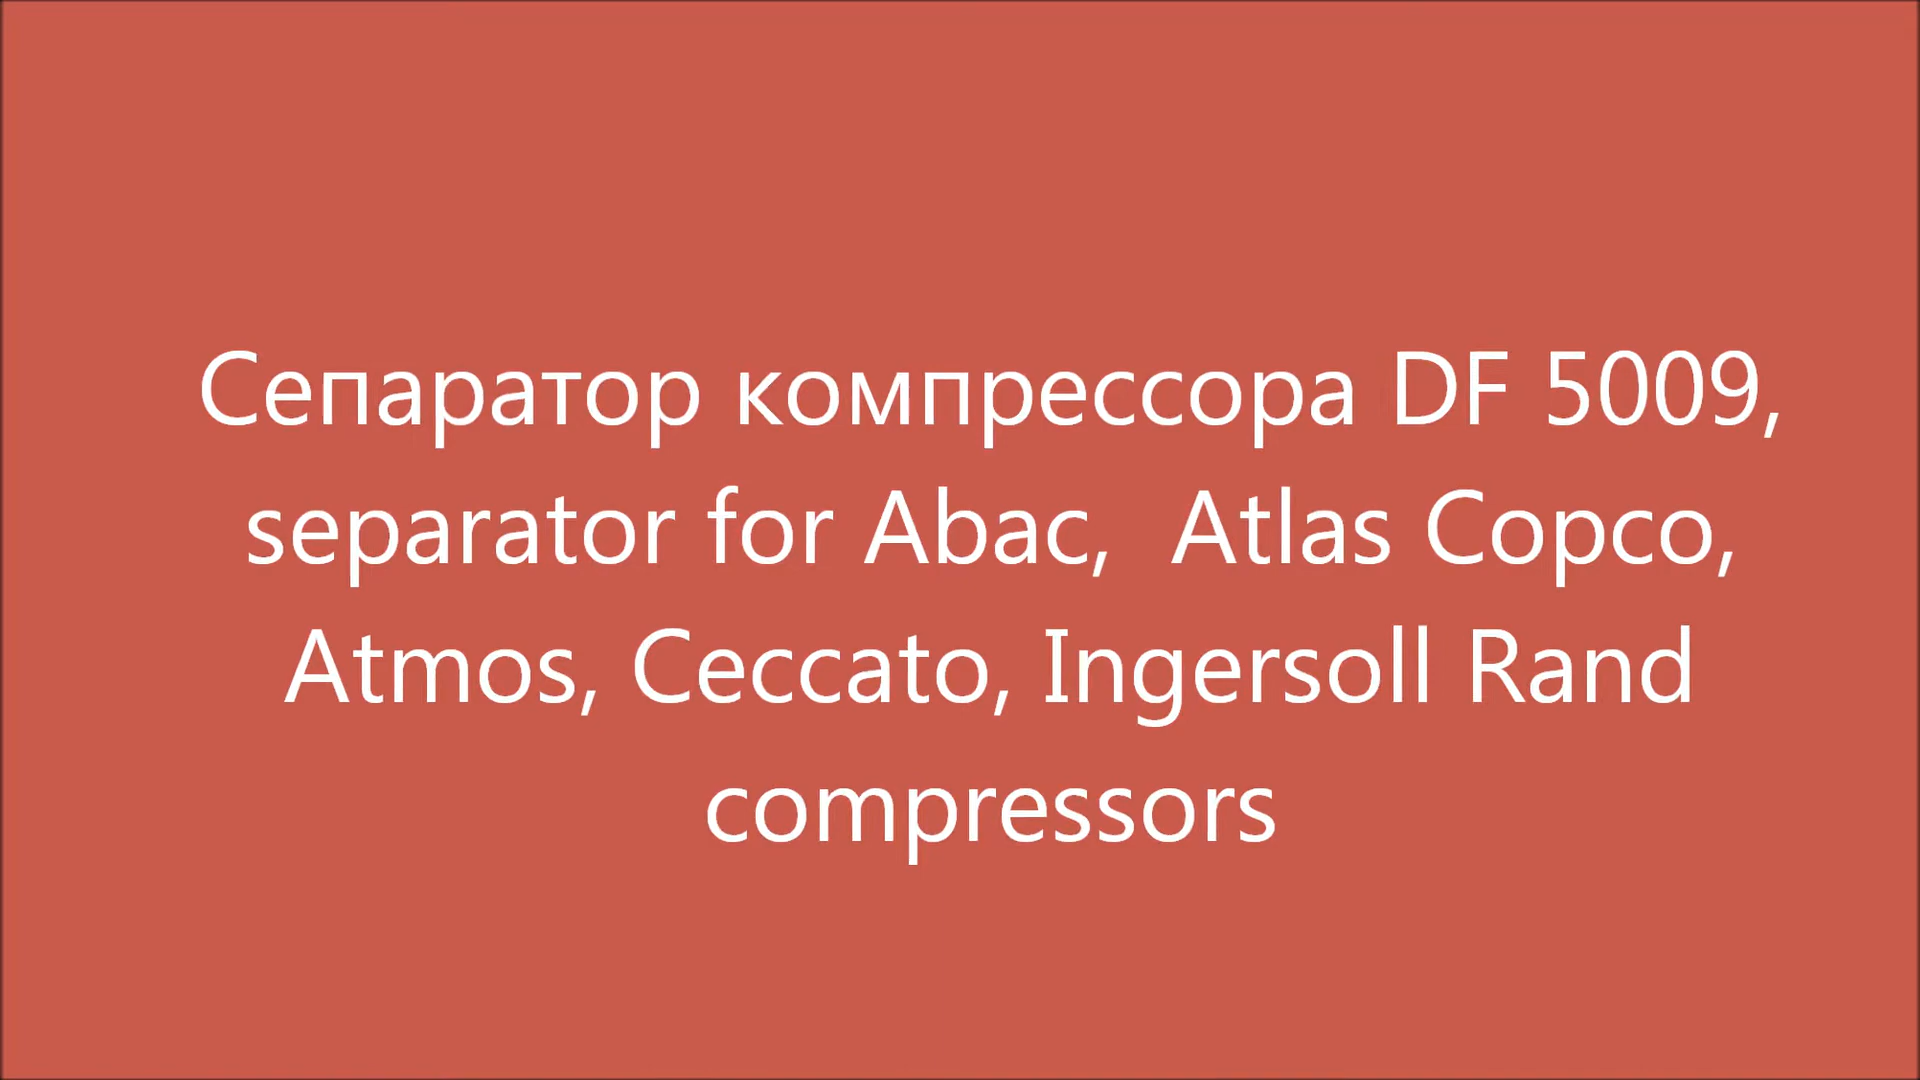 Сепаратор компрессора DF 5009,
separator for Abac,  Atlas Copco,
Atmos, Ceccato, Ingersoll Rand
compressors